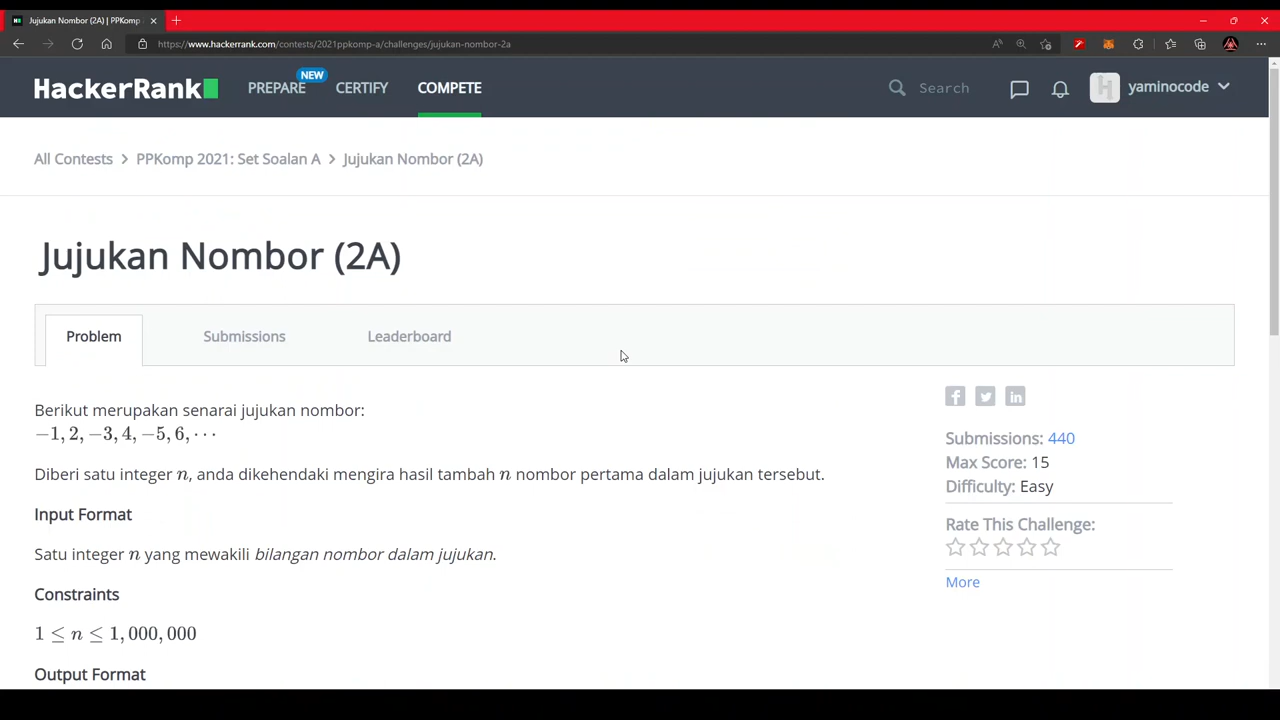 Jujukan Nombor (2A) | PPKomp
https://www.hackerrank.com/contests/2021ppkomp-a/challenges/jujukan-nombor-2a
HackerRank PREPARE NEW CERTIFY COMPETE Search yaminocode
All Contests > PPKomp 2021: Set Soalan A > Jujukan Nombor (2A)
Jujukan Nombor (2A)
Problem Submissions Leaderboard
Berikut merupakan senarai jujukan nombor:
−1, 2, −3, 4, −5, 6, ⋯
Diberi satu integer n, anda dikehendaki mengira hasil tambah n nombor pertama dalam jujukan tersebut.
Input Format
Satu integer n yang mewakili bilangan nombor dalam jujukan.
Constraints
1 ≤ n ≤ 1,000,000
Output Format
Submissions: 440
Max Score: 15
Difficulty: Easy
Rate This Challenge:
More